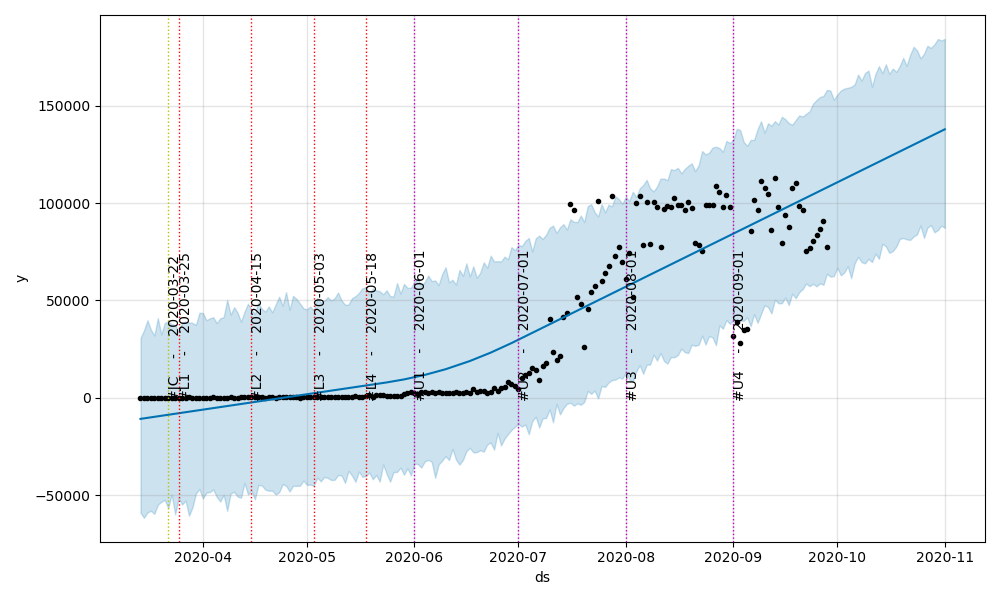 y
150000
100000
50000
0
−50000
#JC - 2020-03-22
#L1 - 2020-03-25
#L2 - 2020-04-15
#L3 - 2020-05-03
#L4 - 2020-05-18
#U1 - 2020-06-01
#U2 - 2020-07-01
#U3 - 2020-08-01
#U4 - 2020-09-01
2020-04
2020-05
2020-06
2020-07
2020-08
2020-09
2020-10
2020-11
ds